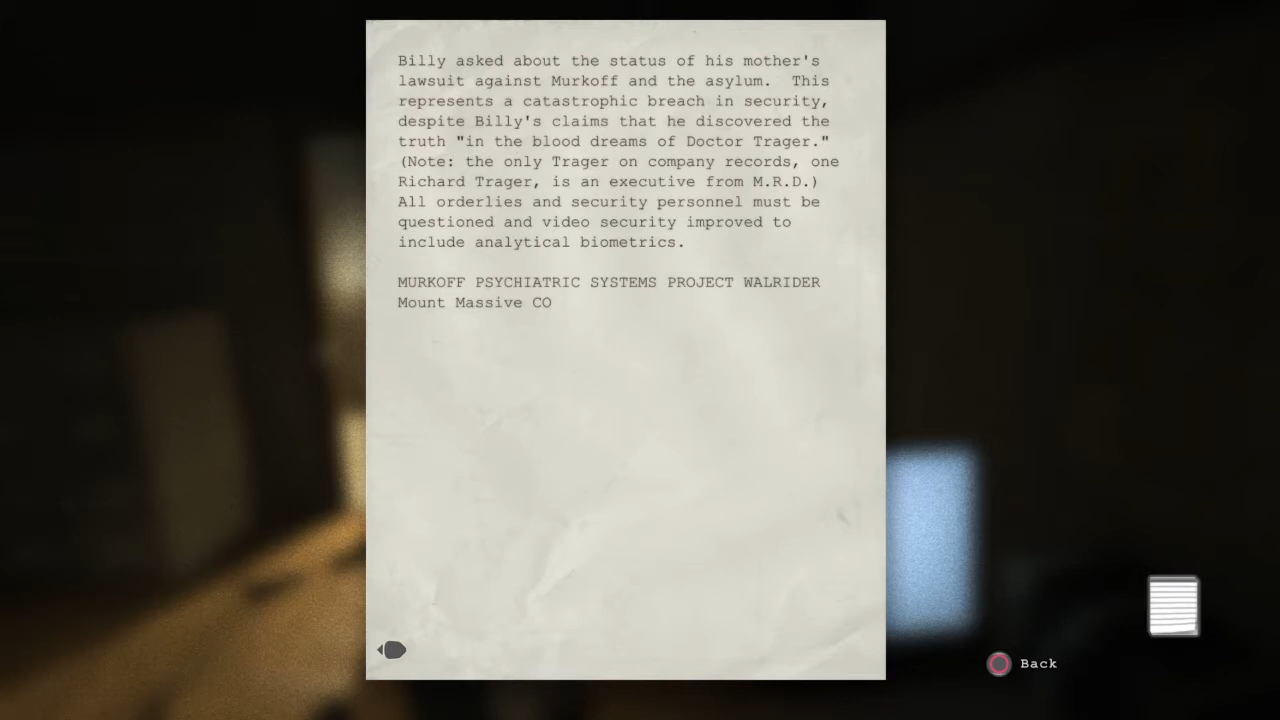 Billy asked about the status of his mother's
lawsuit against Murkoff and the asylum.  This
represents a catastrophic breach in security,
despite Billy's claims that he discovered the
truth "in the blood dreams of Doctor Trager."
(Note: the only Trager on company records, one
Richard Trager, is an executive from M.R.D.)
All orderlies and security personnel must be
questioned and video security improved to
include analytical biometrics.
MURKOFF PSYCHIATRIC SYSTEMS PROJECT WALRIDER
Mount Massive CO
Back